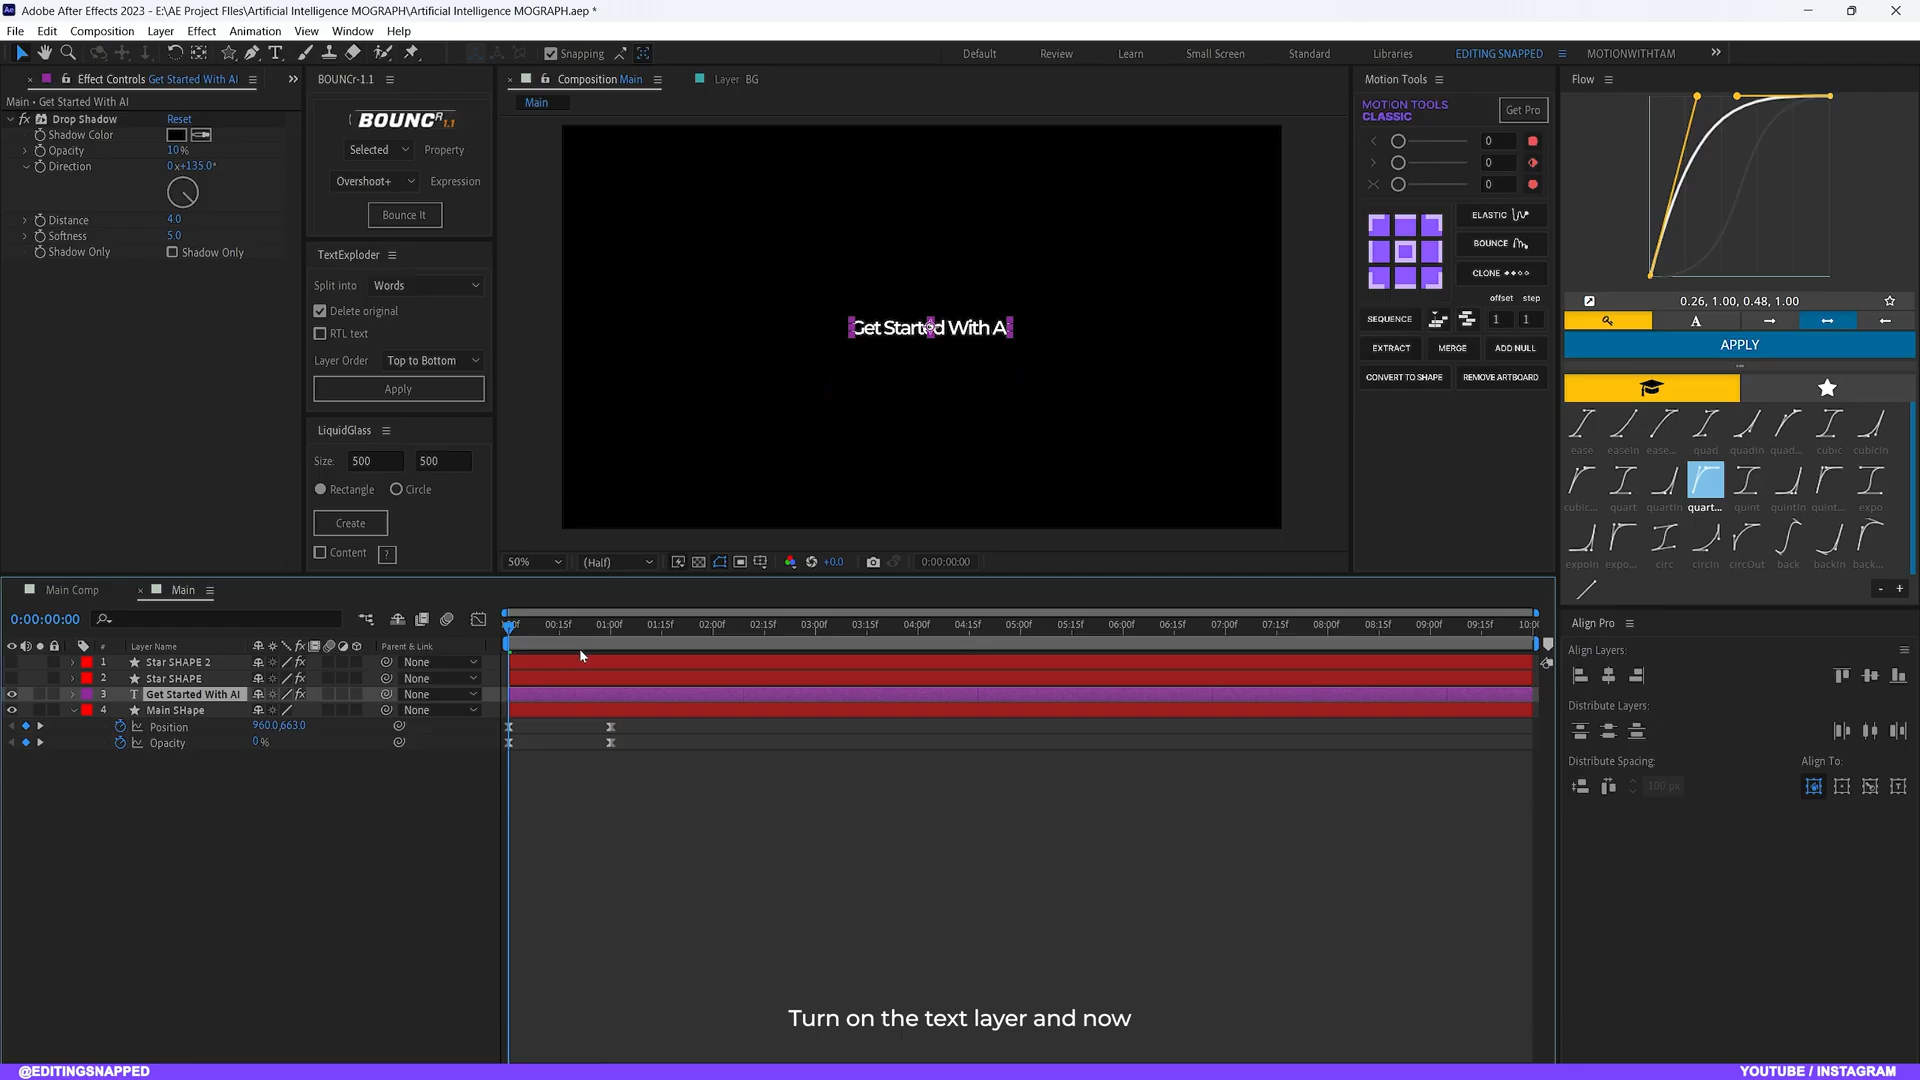 Adobe After Effects 2023 - E:\AE Project FIles\Artificial Intelligence MOGRAPH\Artificial Intelligence MOGRAPH.aep *
File Edit Composition Layer Effect Animation View Window Help
Snapping
Default Review Learn Small Screen Standard Libraries EDITING SNAPPED MOTIONWITHTAM
Effect Controls Get Started With AI
Main • Get Started With AI
fx Drop Shadow Reset
Shadow Color
Opacity 10%
Direction 0x+135.0°
Distance 4.0
Softness 5.0
Shadow Only Shadow Only
BOUNCr-1.1
BOUNCR 1.1
Selected Property
Overshoot+ Expression
Bounce It
TextExploder
Split into Words
Delete original
RTL text
Layer Order Top to Bottom
Apply
LiquidGlass
Size: 500 500
Rectangle Circle
Create
Content ?
Composition Main
Layer BG
Main
Get Started With AI
50% (Half) +0.0 0:00:00:00
Motion Tools
MOTION TOOLS
CLASSIC
Get Pro
0
0
0
ELASTIC
BOUNCE
CLONE
offset step
SEQUENCE 1 1
EXTRACT MERGE ADD NULL
CONVERT TO SHAPE REMOVE ARTBOARD
Flow
0.26, 1.00, 0.48, 1.00
A
APPLY
ease easeIn ease... quad quadIn quad... cubic cubicIn
cubic... quart quartIn quart... quint quintIn quint... expo
expoIn expo... circ circIn circOut back backIn back...
- +
Align Pro
Align Layers:
Distribute Layers:
Distribute Spacing: Align To:
100 px
Main Comp Main
0:00:00:00
:00f 00:15f 01:00f 01:15f 02:00f 02:15f 03:00f 03:15f 04:00f 04:15f 05:00f 05:15f 06:00f 06:15f 07:00f 07:15f 08:00f 08:15f 09:00f 09:15f 10:00
# Layer Name fx Parent & Link
1 Star SHAPE 2 fx None
2 Star SHAPE fx None
3 T Get Started With AI fx None
4 Main SHape None
Position 960.0,663.0
Opacity 0 %
Turn on the text layer and now
@EDITINGSNAPPED
YOUTUBE / INSTAGRAM